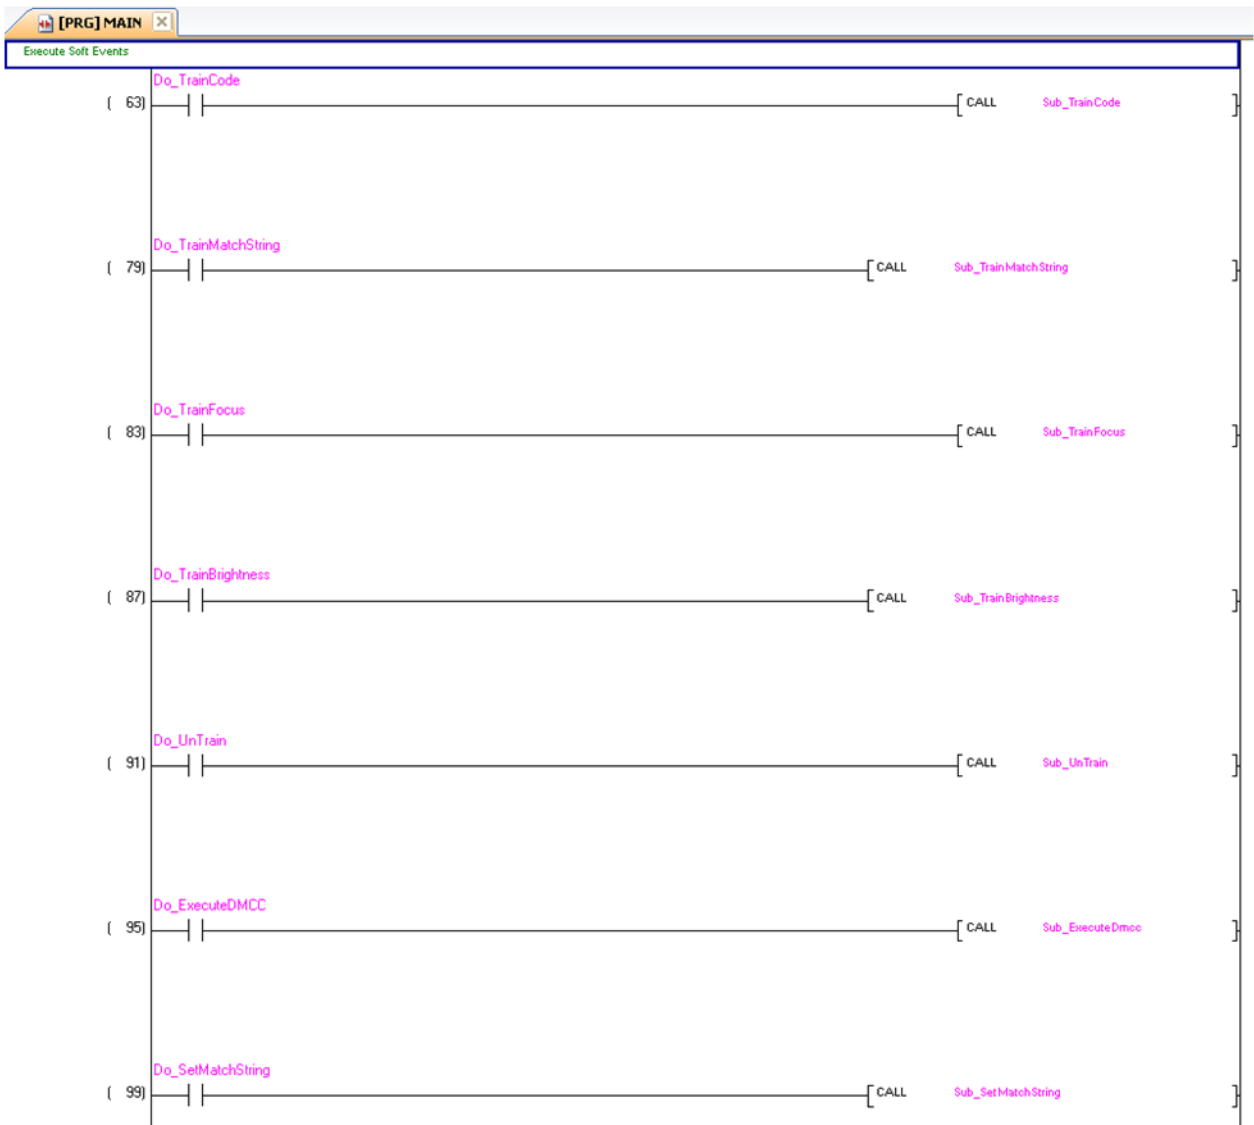 [PRG] MAIN
Execute Soft Events
Do_TrainCode
( 63) CALL Sub_TrainCode
Do_TrainMatchString
( 79) CALL Sub_TrainMatchString
Do_TrainFocus
( 83) CALL Sub_TrainFocus
Do_TrainBrightness
( 87) CALL Sub_TrainBrightness
Do_UnTrain
( 91) CALL Sub_UnTrain
Do_ExecuteDMCC
( 95) CALL Sub_ExecuteDmcc
Do_SetMatchString
( 99) CALL Sub_SetMatchString